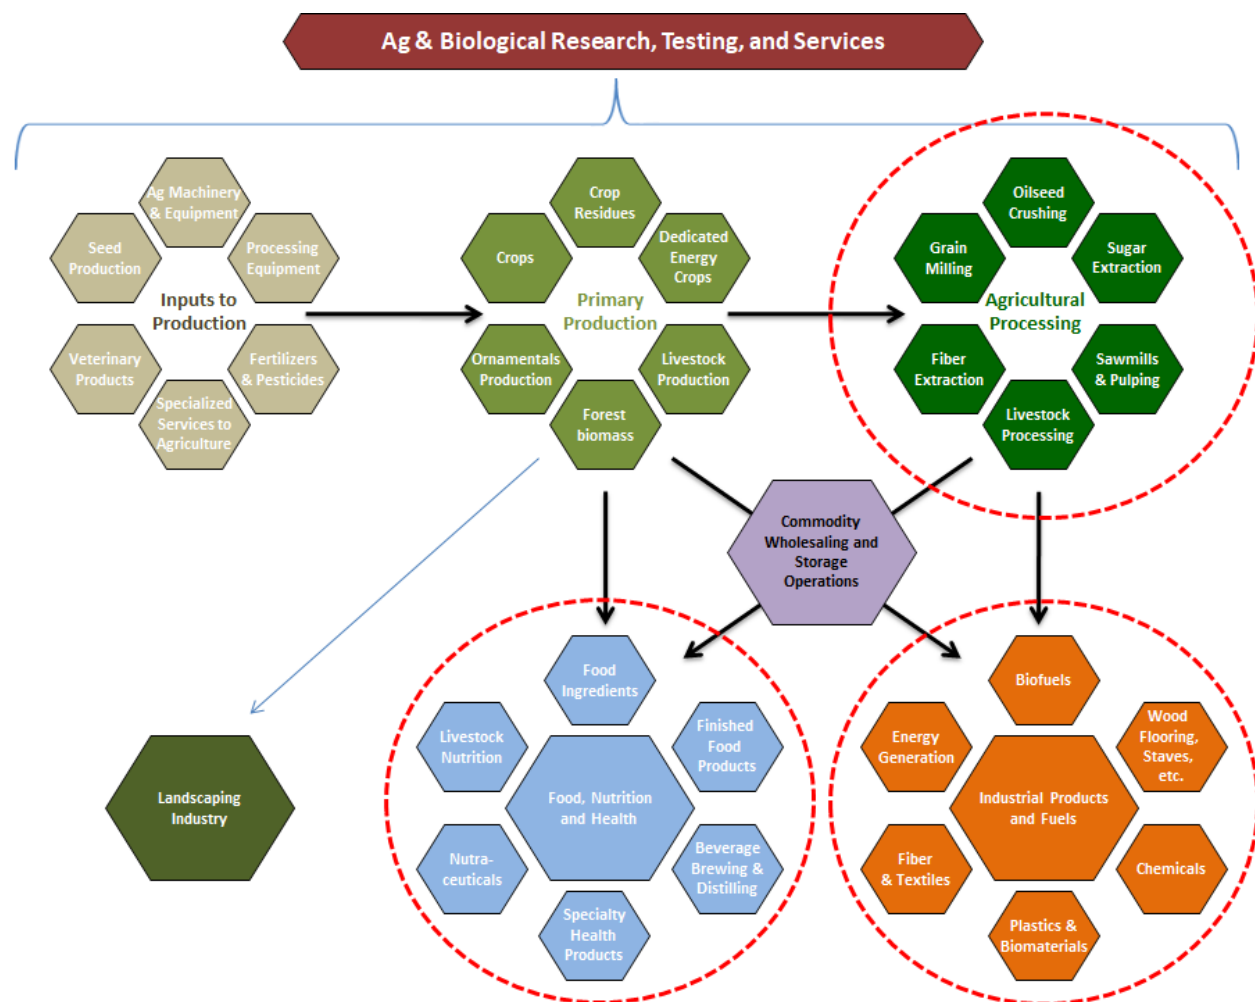 Ag & Biological Research, Testing, and Services
Ag Machinery
& Equipment
Seed
Production
Processing
Equipment
Inputs to
Production
Veterinary
Products
Fertilizers
& Pesticides
Specialized
Services to
Agriculture
Crop
Residues
Crops
Dedicated
Energy
Crops
Primary
Production
Ornamentals
Production
Livestock
Production
Forest
biomass
Oilseed
Crushing
Grain
Milling
Sugar
Extraction
Agricultural
Processing
Fiber
Extraction
Sawmills
& Pulping
Livestock
Processing
Commodity
Wholesaling and
Storage
Operations
Landscaping
Industry
Food
Ingredients
Livestock
Nutrition
Finished
Food
Products
Food, Nutrition
and Health
Nutra-
ceuticals
Beverage
Brewing &
Distilling
Specialty
Health
Products
Biofuels
Energy
Generation
Wood
Flooring,
Staves,
etc.
Industrial Products
and Fuels
Fiber
& Textiles
Chemicals
Plastics &
Biomaterials